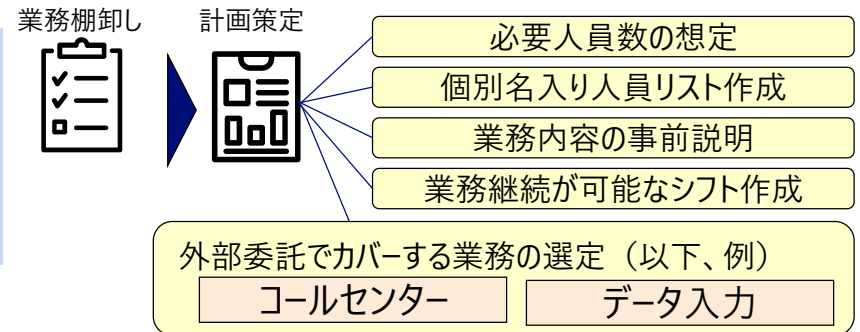 業務棚卸し
計画策定
必要人員数の想定
個別名入り人員リスト作成
業務内容の事前説明
業務継続が可能なシフト作成
外部委託でカバーする業務の選定（以下、例）
コールセンター
データ入力